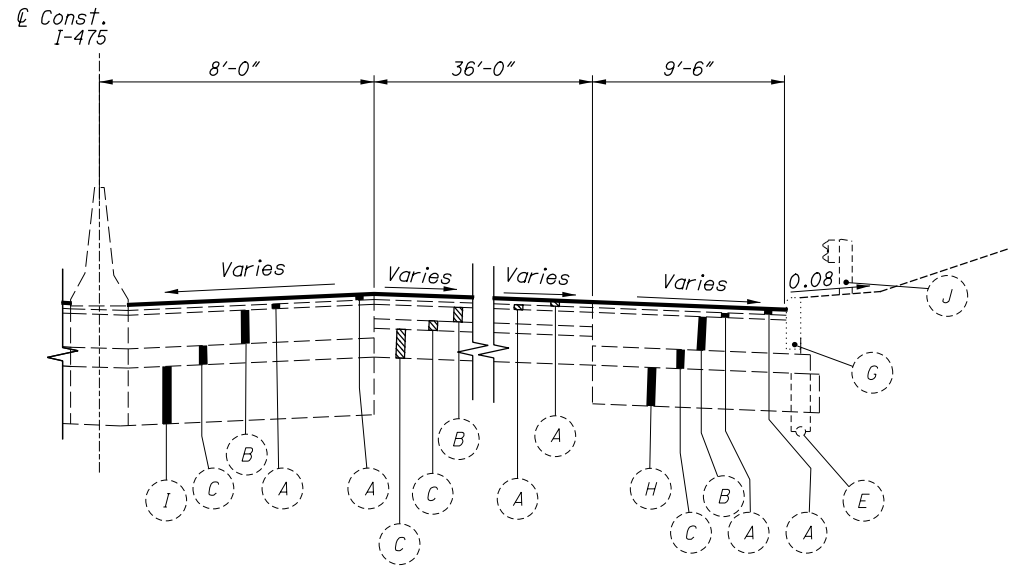 ℄ Const.
I-475
8'-0"
36'-0"
9'-6"
Varies
Varies
Varies
Varies
0.08
J
G
B
A
I
C
A
A
C
B
C
A
A
H
C
B
A
A
E